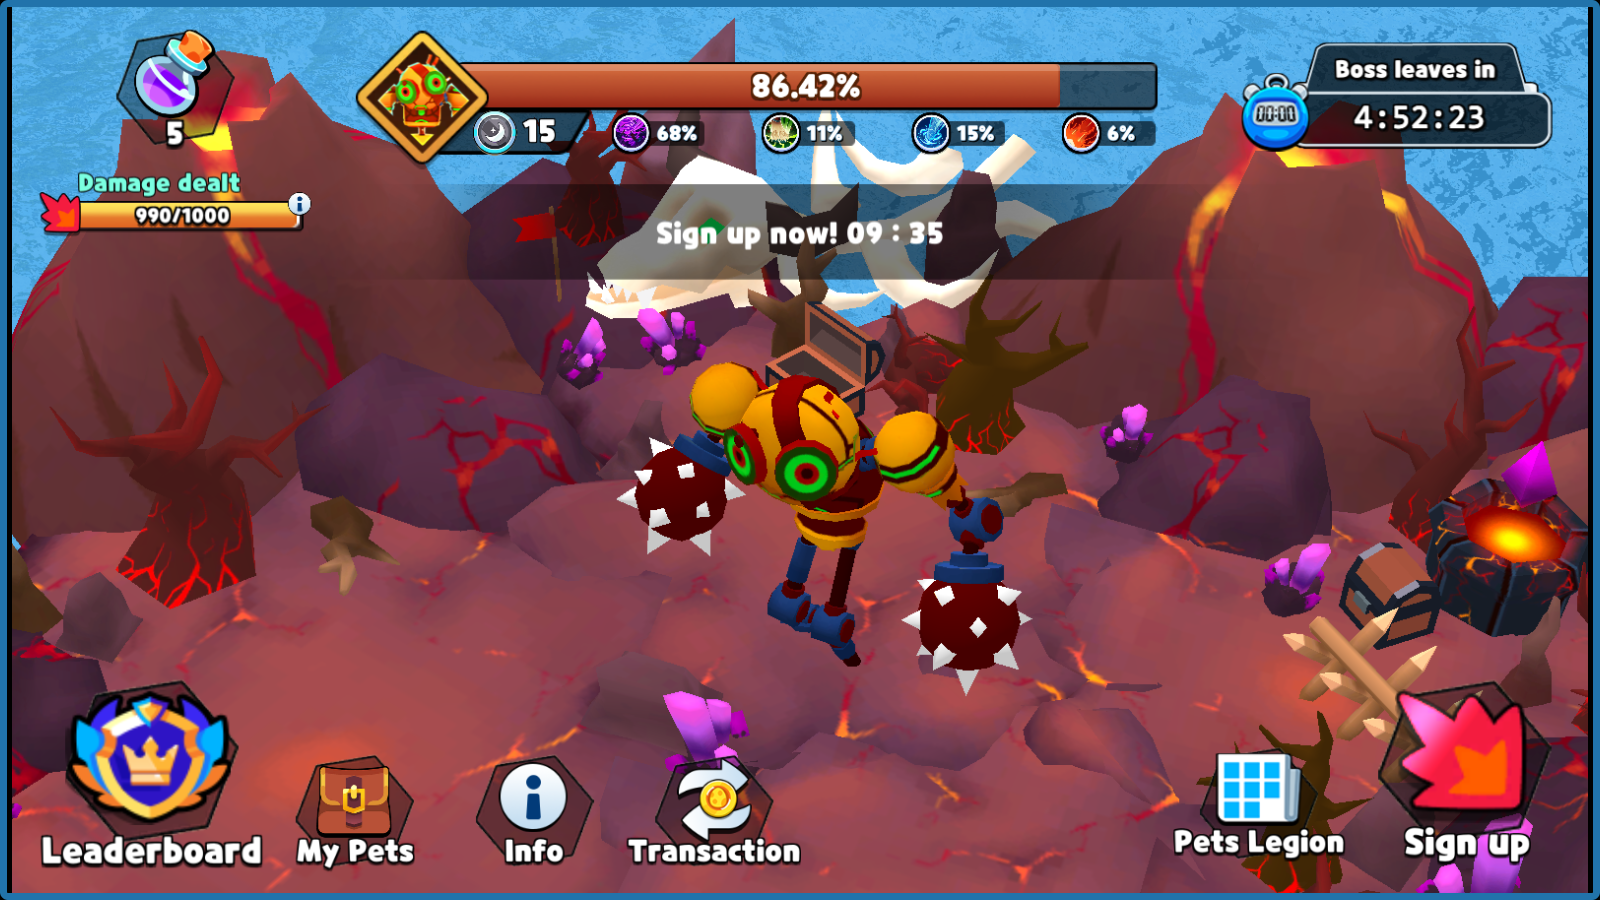 5
86.42%
Boss leaves in
00:00
4:52:23
15
68%
11%
15%
6%
Damage dealt
990/1000
Sign up now! 09 : 35
Leaderboard
My Pets
Info
Transaction
Pets Legion
Sign up